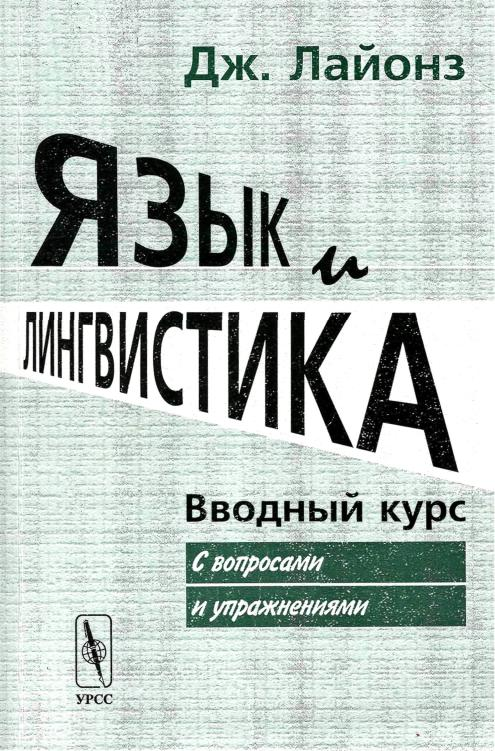 Дж. Лайонз
Язык и
ЛИНГВИСТИКА
Вводный курс
С вопросами
и упражнениями
УРСС